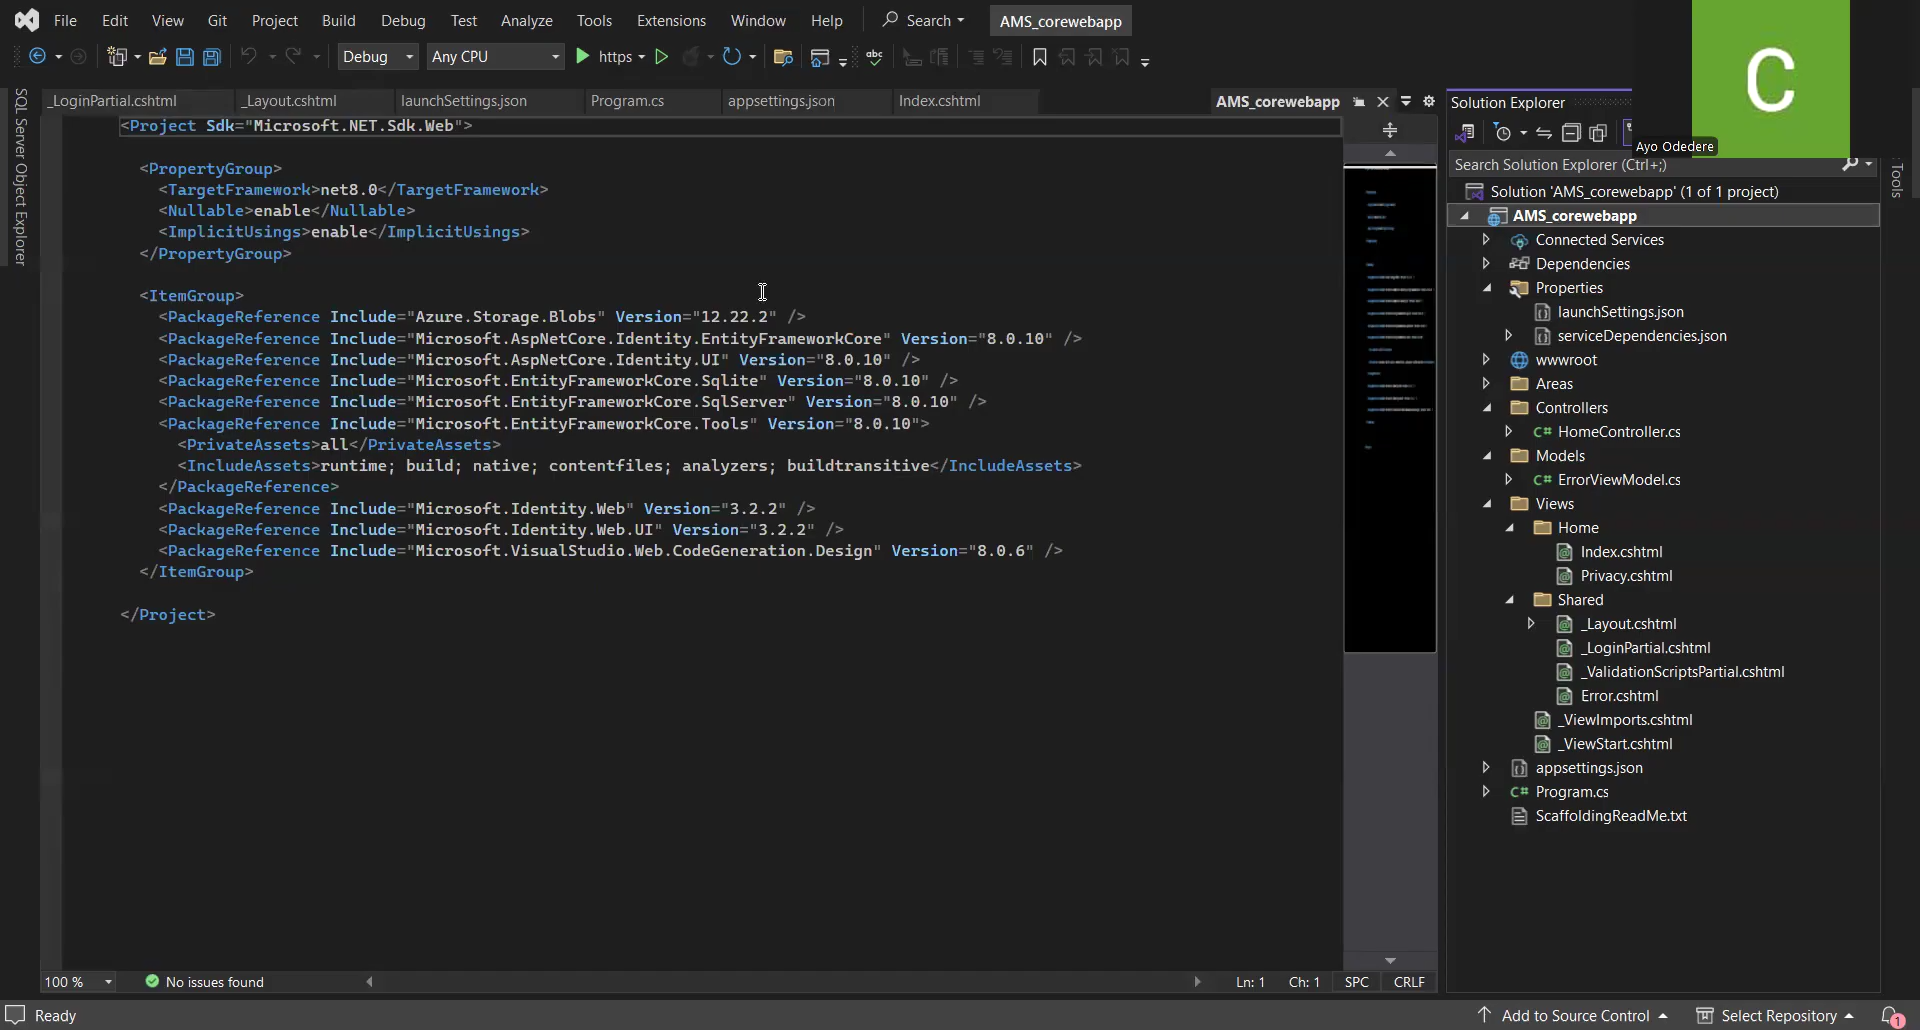 File Edit View Git Project Build Debug Test Analyze Tools Extensions Window Help Search AMS_corewebapp
Debug Any CPU https
SQL Server Object Explorer
_LoginPartial.cshtml _Layout.cshtml launchSettings.json Program.cs appsettings.json Index.cshtml AMS_corewebapp
<Project Sdk="Microsoft.NET.Sdk.Web">
<PropertyGroup>
<TargetFramework>net8.0</TargetFramework>
<Nullable>enable</Nullable>
<ImplicitUsings>enable</ImplicitUsings>
</PropertyGroup>
<ItemGroup>
<PackageReference Include="Azure.Storage.Blobs" Version="12.22.2" />
<PackageReference Include="Microsoft.AspNetCore.Identity.EntityFrameworkCore" Version="8.0.10" />
<PackageReference Include="Microsoft.AspNetCore.Identity.UI" Version="8.0.10" />
<PackageReference Include="Microsoft.EntityFrameworkCore.Sqlite" Version="8.0.10" />
<PackageReference Include="Microsoft.EntityFrameworkCore.SqlServer" Version="8.0.10" />
<PackageReference Include="Microsoft.EntityFrameworkCore.Tools" Version="8.0.10">
<PrivateAssets>all</PrivateAssets>
<IncludeAssets>runtime; build; native; contentfiles; analyzers; buildtransitive</IncludeAssets>
</PackageReference>
<PackageReference Include="Microsoft.Identity.Web" Version="3.2.2" />
<PackageReference Include="Microsoft.Identity.Web.UI" Version="3.2.2" />
<PackageReference Include="Microsoft.VisualStudio.Web.CodeGeneration.Design" Version="8.0.6" />
</ItemGroup>
</Project>
100 % No issues found Ln: 1 Ch: 1 SPC CRLF
Solution Explorer
C
Ayo Odedere
Search Solution Explorer (Ctrl+;)
Solution 'AMS_corewebapp' (1 of 1 project)
AMS_corewebapp
Connected Services
Dependencies
Properties
launchSettings.json
serviceDependencies.json
wwwroot
Areas
Controllers
C# HomeController.cs
Models
C# ErrorViewModel.cs
Views
Home
Index.cshtml
Privacy.cshtml
Shared
_Layout.cshtml
_LoginPartial.cshtml
_ValidationScriptsPartial.cshtml
Error.cshtml
_ViewImports.cshtml
_ViewStart.cshtml
appsettings.json
C# Program.cs
ScaffoldingReadMe.txt
Tools
Ready Add to Source Control Select Repository 1